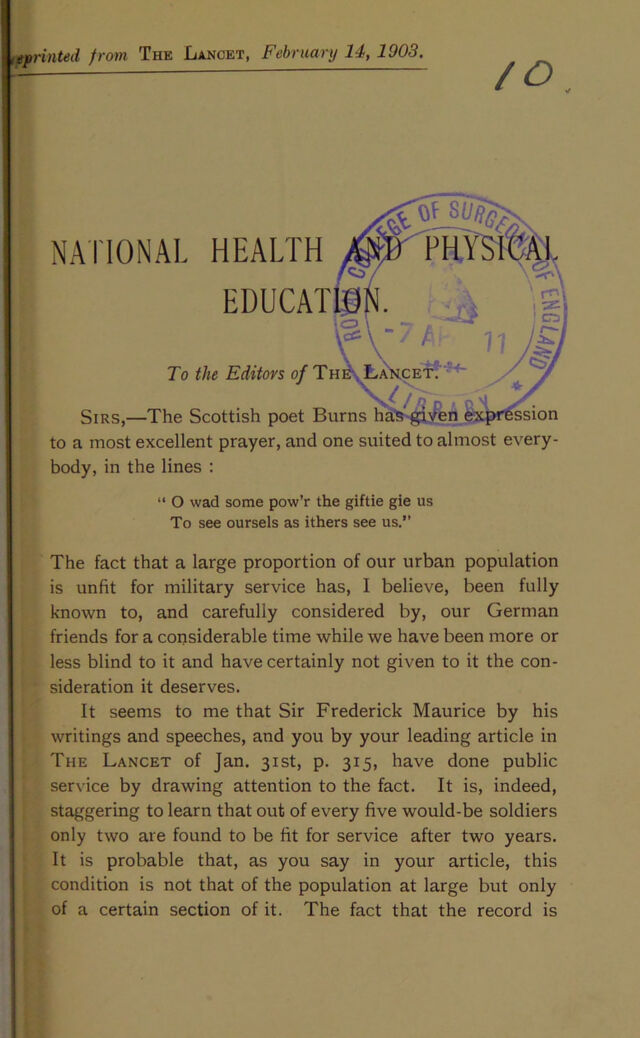 Reprinted from THE LANCET, February 14, 1903.
10.
NATIONAL HEALTH AND PHYSICAL
EDUCATION.
ROYAL COLLEGE OF SURGEONS OF ENGLAND
LIBRARY
-7 AP 11
To the Editors of THE LANCET.
SIRS,—The Scottish poet Burns has given expression
to a most excellent prayer, and one suited to almost every-
body, in the lines :
“ O wad some pow’r the giftie gie us
To see oursels as ithers see us.”
The fact that a large proportion of our urban population
is unfit for military service has, I believe, been fully
known to, and carefully considered by, our German
friends for a considerable time while we have been more or
less blind to it and have certainly not given to it the con-
sideration it deserves.
It seems to me that Sir Frederick Maurice by his
writings and speeches, and you by your leading article in
THE LANCET of Jan. 31st, p. 315, have done public
service by drawing attention to the fact. It is, indeed,
staggering to learn that out of every five would-be soldiers
only two are found to be fit for service after two years.
It is probable that, as you say in your article, this
condition is not that of the population at large but only
of a certain section of it. The fact that the record is